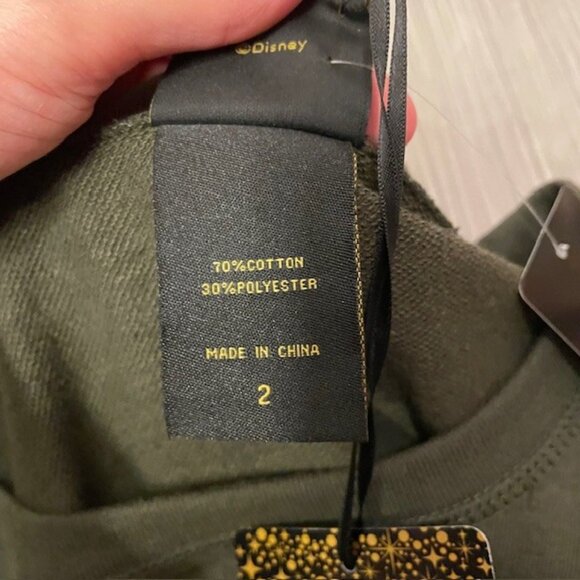 ©Disney
70%COTTON
30%POLYESTER
MADE IN CHINA
2